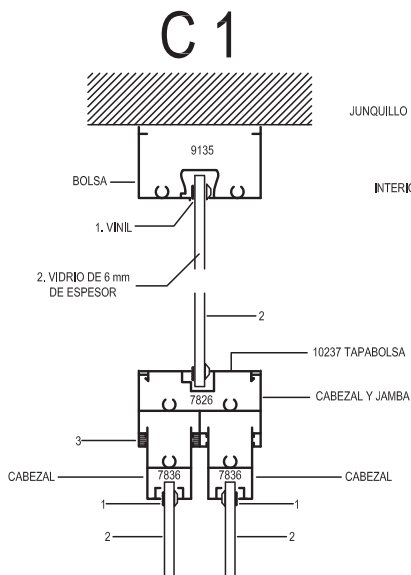 C 1
JUNQUILLO
9135
BOLSA
INTERIO
1. VINIL
2. VIDRIO DE 6 mm
DE ESPESOR
2
10237 TAPABOLSA
7826
CABEZAL Y JAMBA
3
CABEZAL
7836
7836
CABEZAL
1
1
2
2